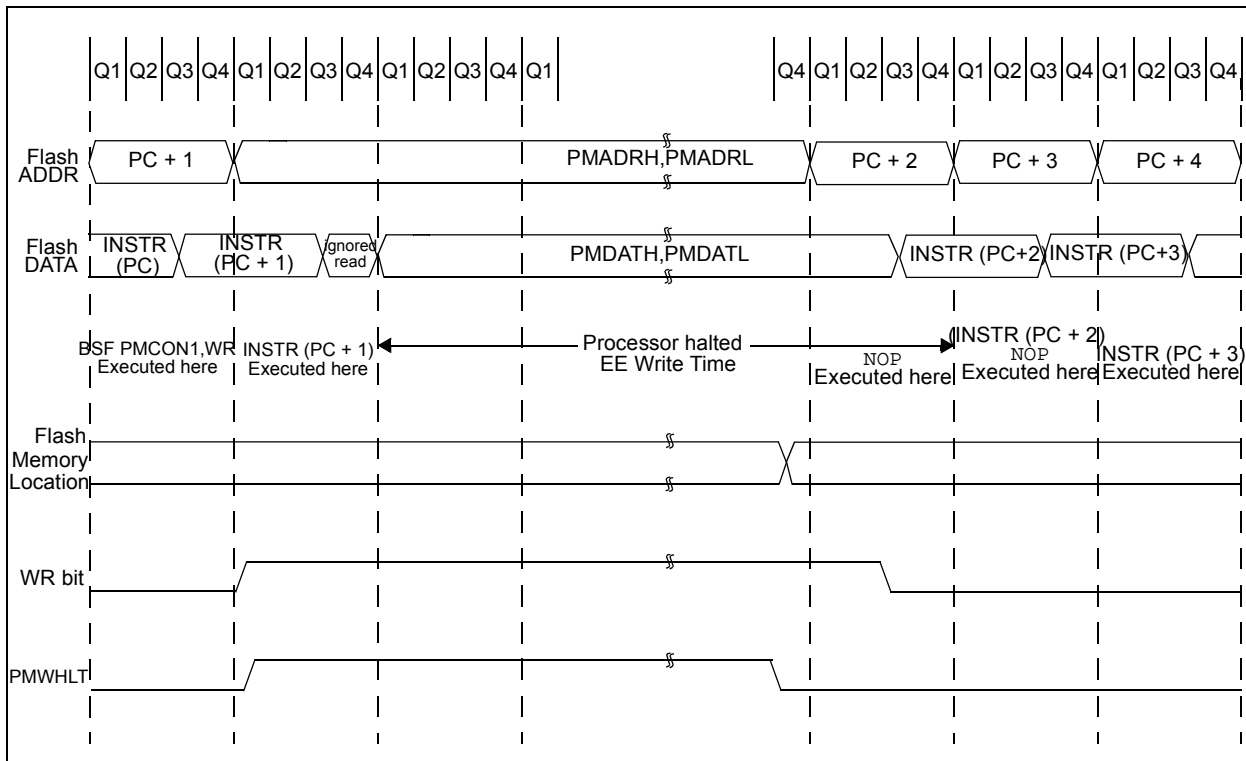 Q1 Q2 Q3 Q4 Q1 Q2 Q3 Q4 Q1 Q2 Q3 Q4 Q1 Q4 Q1 Q2 Q3 Q4 Q1 Q2 Q3 Q4 Q1 Q2 Q3 Q4
Flash
ADDR
PC + 1
PMADRH,PMADRL
PC + 2
PC + 3
PC + 4
Flash
DATA
INSTR
(PC)
INSTR
(PC + 1)
ignored
read
PMDATH,PMDATL
INSTR (PC+2)
INSTR (PC+3)
BSF PMCON1,WR
Executed here
INSTR (PC + 1)
Executed here
Processor halted
EE Write Time
NOP
Executed here
(INSTR (PC + 2)
NOP
Executed here
INSTR (PC + 3)
Executed here
Flash
Memory
Location
WR bit
PMWHLT